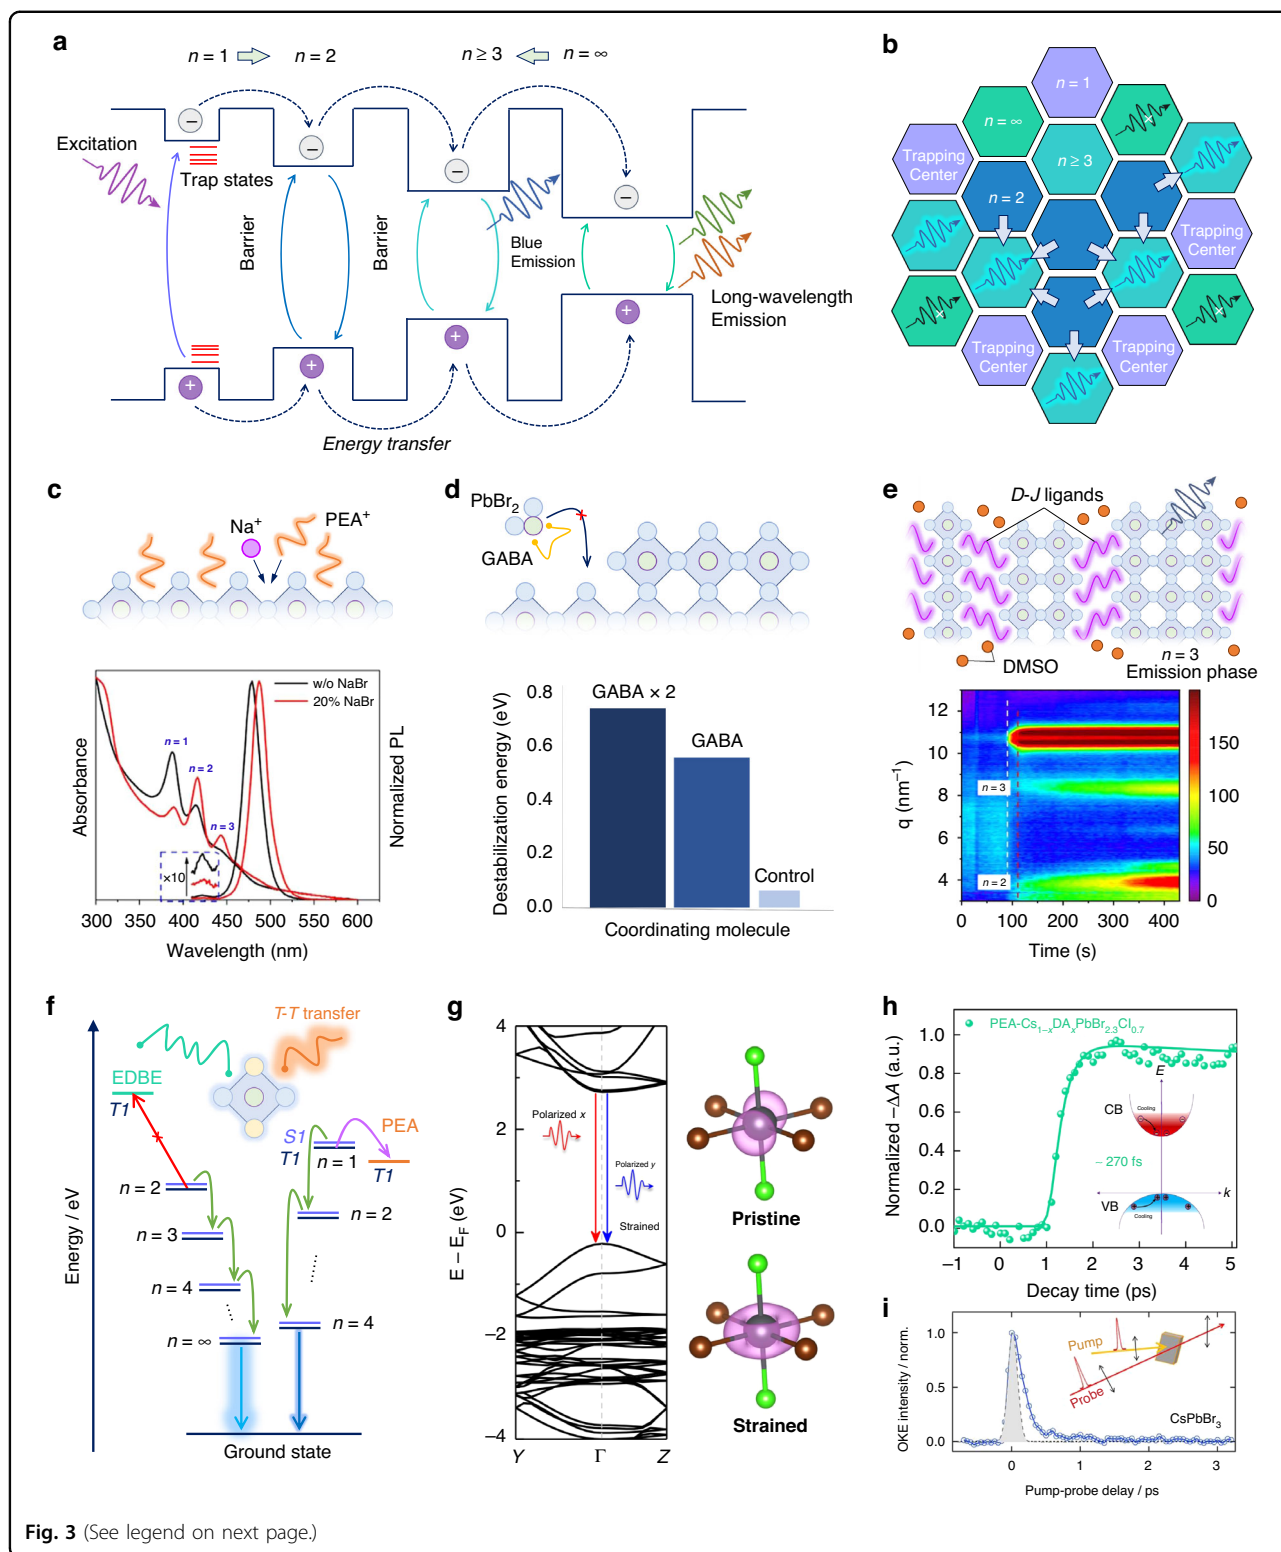 a
n = 1
n = 2
n ≥ 3
n = ∞
Excitation
Trap states
Barrier
Barrier
Blue
Emission
Long-wavelength
Emission
Energy transfer
b
n = 1
n = ∞
Trapping
Center
n ≥ 3
n = 2
Trapping
Center
Trapping
Center
Trapping
Center
c
Na+
PEA+
w/o NaBr
20% NaBr
n = 1
n = 2
n = 3
×10
Absorbance
Normalized PL
300 350 400 450 500 550 600
Wavelength (nm)
d
PbBr2
GABA
0.8
0.6
0.4
0.2
0.0
Destabilization energy (eV)
GABA × 2
GABA
Control
Coordinating molecule
e
D-J ligands
DMSO
n = 3
Emission phase
12
10
8
6
4
q (nm−1)
n = 3
n = 2
0 100 200 300 400
Time (s)
150
100
50
0
f
T-T transfer
EDBE
T1
S1
T1
PEA
T1
n = 1
n = 2
n = 2
n = 3
n = 4
n = 4
n = ∞
Energy / eV
Ground state
g
4
2
0
−2
−4
E − EF (eV)
Polarized x
Polarized y
Strained
Y Γ Z
Pristine
Strained
h
PEA-Cs1−xDAxPbBr2.3Cl0.7
1.0
0.8
0.6
0.4
0.2
0.0
Normalized −ΔA (a.u.)
E
CB
Cooling
~ 270 fs
k
VB
Cooling
−1 0 1 2 3 4 5
Decay time (ps)
i
1.0
0.5
0.0
OKE intensity / norm.
Pump
Probe
CsPbBr3
0 1 2 3
Pump-probe delay / ps
Fig. 3 (See legend on next page.)